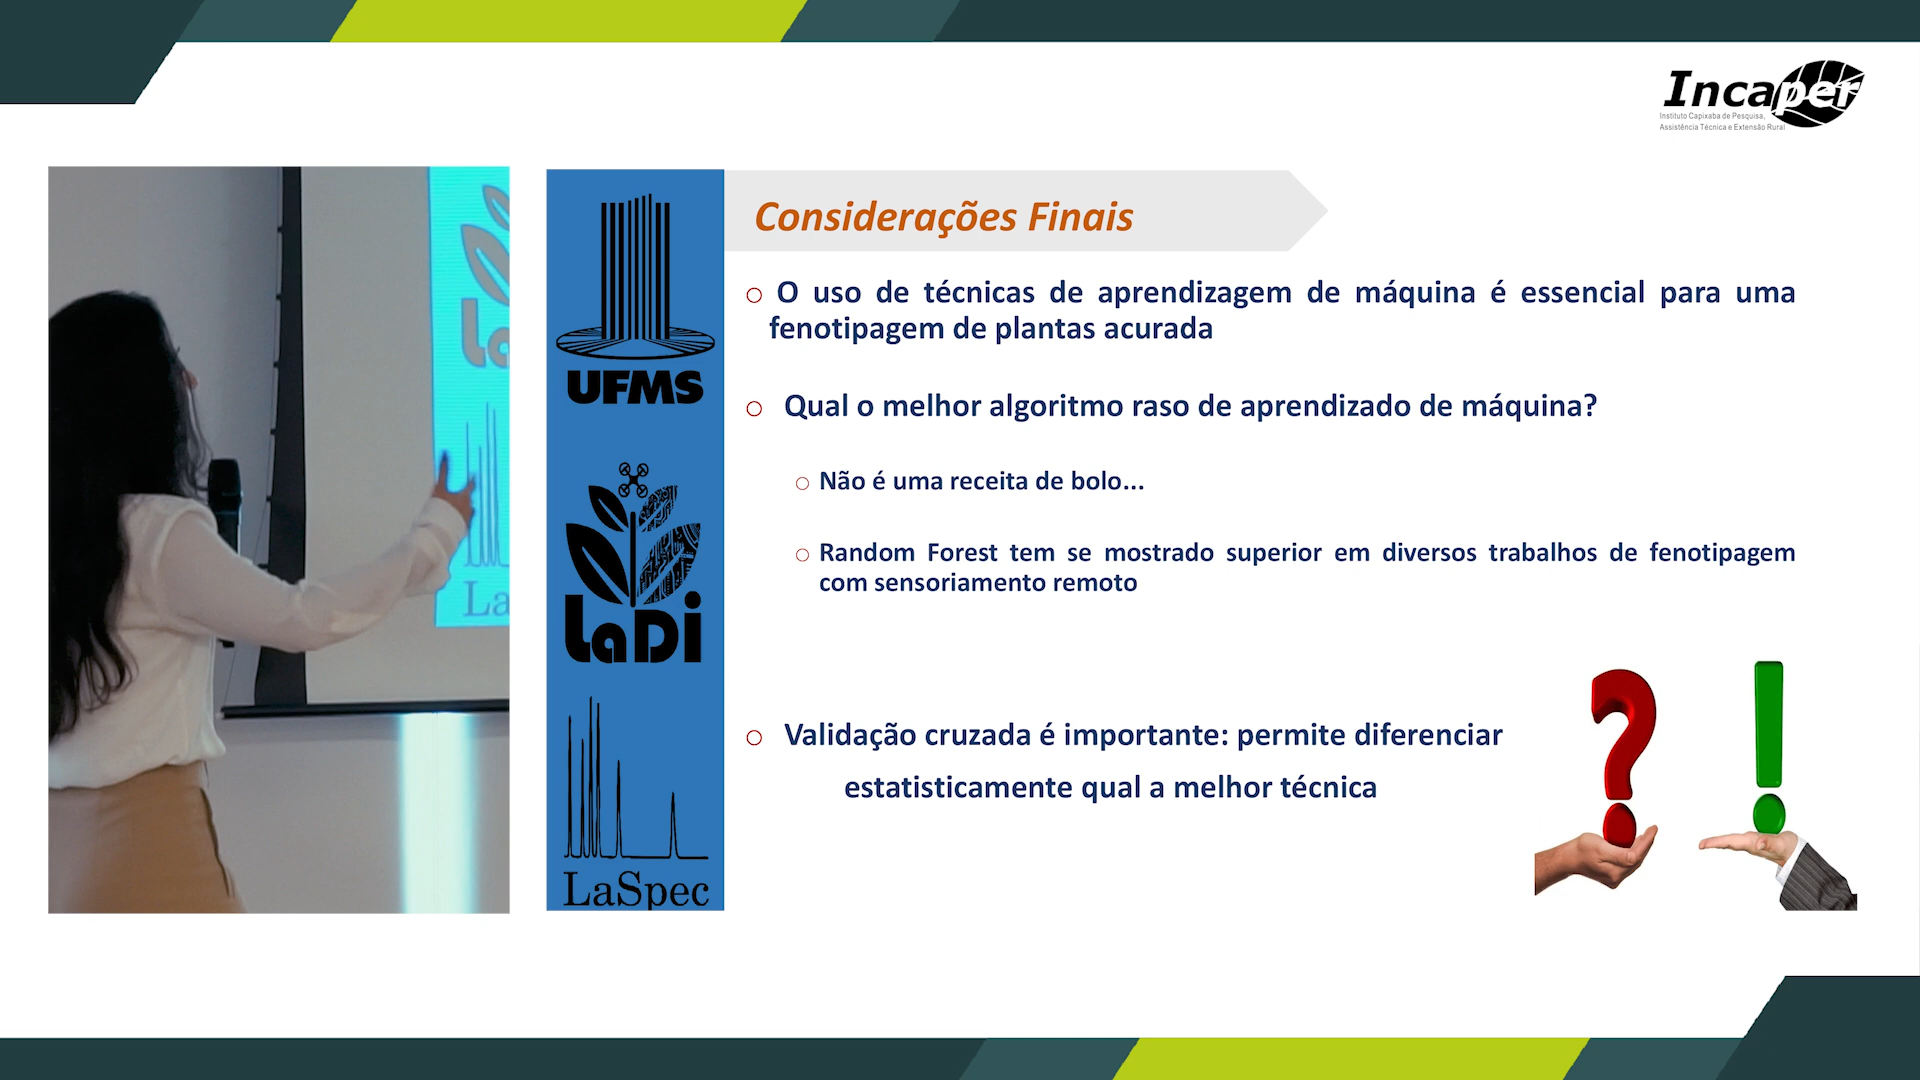 Incaper
Instituto Capixaba de Pesquisa,
Assistência Técnica e Extensão Rural
La
La
UFMS
LaDi
LaSpec
Considerações Finais
O uso de técnicas de aprendizagem de máquina é essencial para uma
fenotipagem de plantas acurada
Qual o melhor algoritmo raso de aprendizado de máquina?
Não é uma receita de bolo...
Random Forest tem se mostrado superior em diversos trabalhos de fenotipagem
com sensoriamento remoto
Validação cruzada é importante: permite diferenciar
estatisticamente qual a melhor técnica
? !